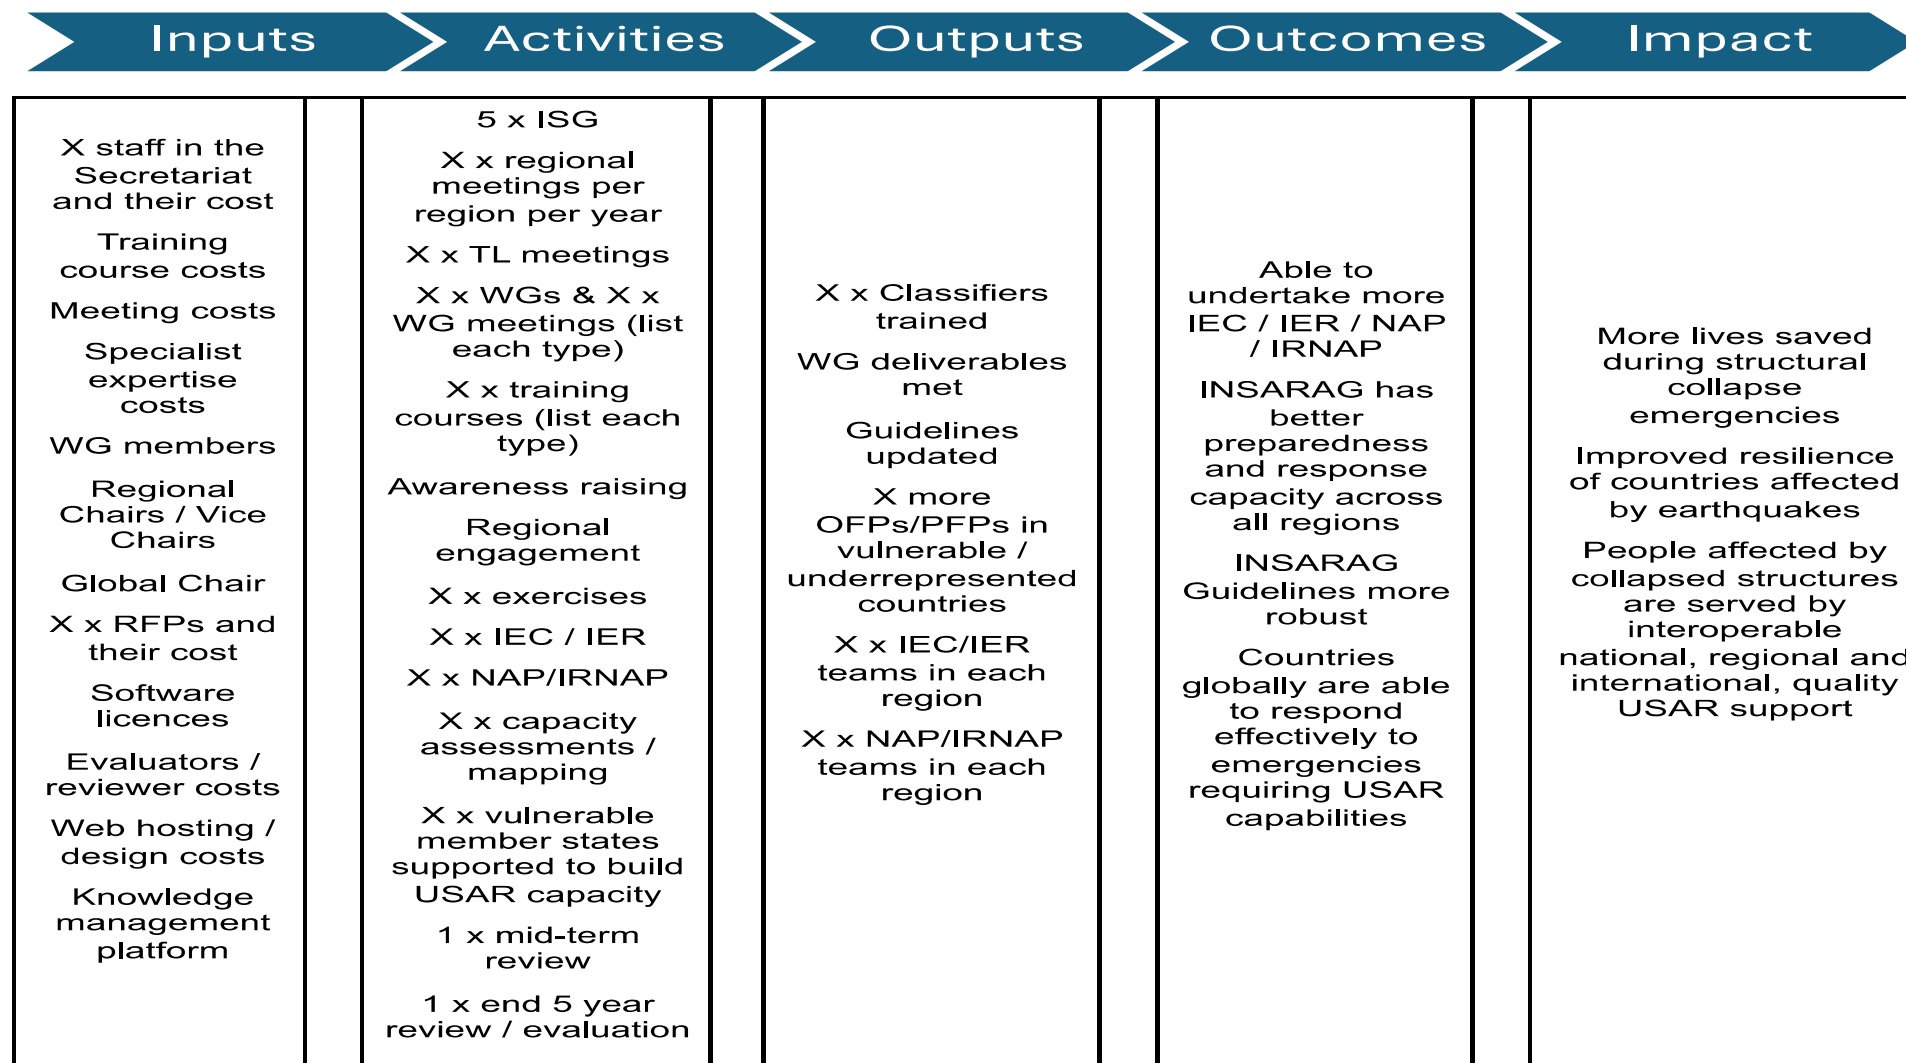 Inputs
Activities
Outputs
Outcomes
Impact
X staff in the
Secretariat
and their cost
Training
course costs
Meeting costs
Specialist
expertise
costs
WG members
Regional
Chairs / Vice
Chairs
Global Chair
X x RFPs and
their cost
Software
licences
Evaluators /
reviewer costs
Web hosting /
design costs
Knowledge
management
platform
5 x ISG
X x regional
meetings per
region per year
X x TL meetings
X x WGs & X x
WG meetings (list
each type)
X x training
courses (list each
type)
Awareness raising
Regional
engagement
X x exercises
X x IEC / IER
X x NAP/IRNAP
X x capacity
assessments /
mapping
X x vulnerable
member states
supported to build
USAR capacity
1 x mid-term
review
1 x end 5 year
review / evaluation
X x Classifiers
trained
WG deliverables
met
Guidelines
updated
X more
OFPs/PFPs in
vulnerable /
underrepresented
countries
X x IEC/IER
teams in each
region
X x NAP/IRNAP
teams in each
region
Able to
undertake more
IEC / IER / NAP
/ IRNAP
INSARAG has
better
preparedness
and response
capacity across
all regions
INSARAG
Guidelines more
robust
Countries
globally are able
to respond
effectively to
emergencies
requiring USAR
capabilities
More lives saved
during structural
collapse
emergencies
Improved resilience
of countries affected
by earthquakes
People affected by
collapsed structures
are served by
interoperable
national, regional and
international, quality
USAR support